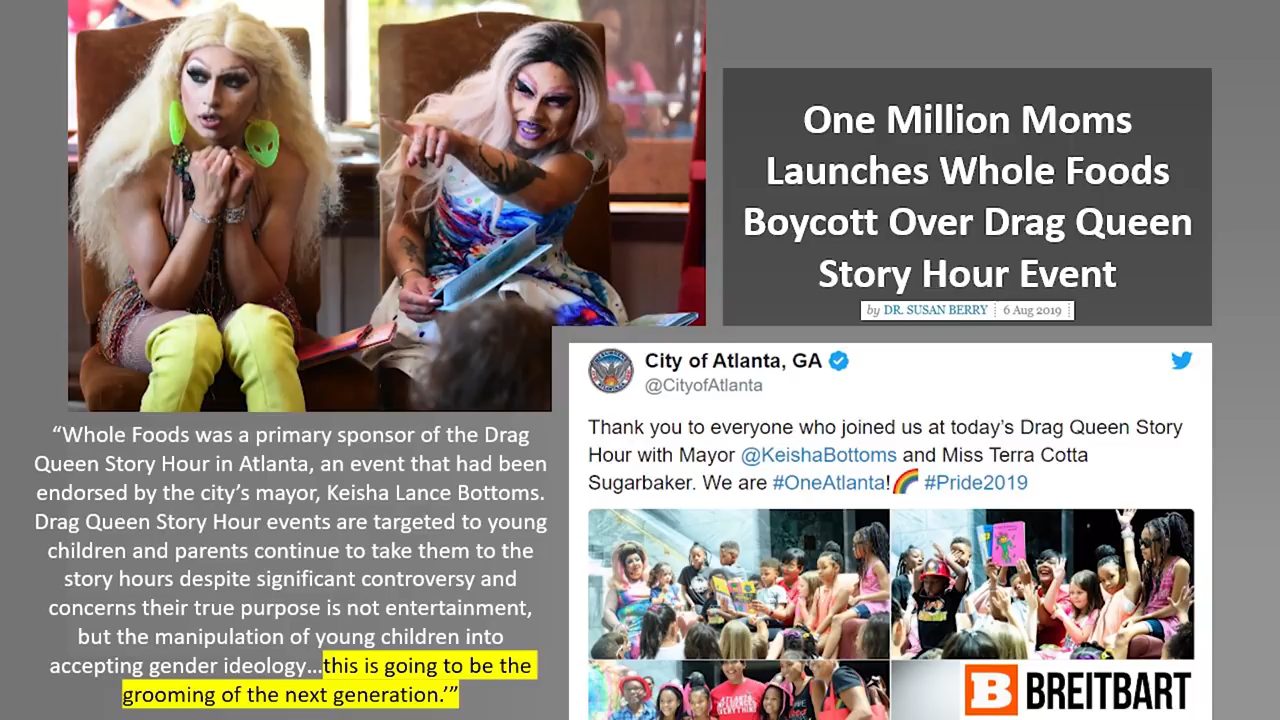 One Million Moms
Launches Whole Foods
Boycott Over Drag Queen
Story Hour Event
by DR. SUSAN BERRY 6 Aug 2019
City of Atlanta, GA
@CityofAtlanta
Thank you to everyone who joined us at today's Drag Queen Story
Hour with Mayor @KeishaBottoms and Miss Terra Cotta
Sugarbaker. We are #OneAtlanta! #Pride2019
“Whole Foods was a primary sponsor of the Drag
Queen Story Hour in Atlanta, an event that had been
endorsed by the city’s mayor, Keisha Lance Bottoms.
Drag Queen Story Hour events are targeted to young
children and parents continue to take them to the
story hours despite significant controversy and
concerns their true purpose is not entertainment,
but the manipulation of young children into
accepting gender ideology…this is going to be the
grooming of the next generation.’”
B BREITBART